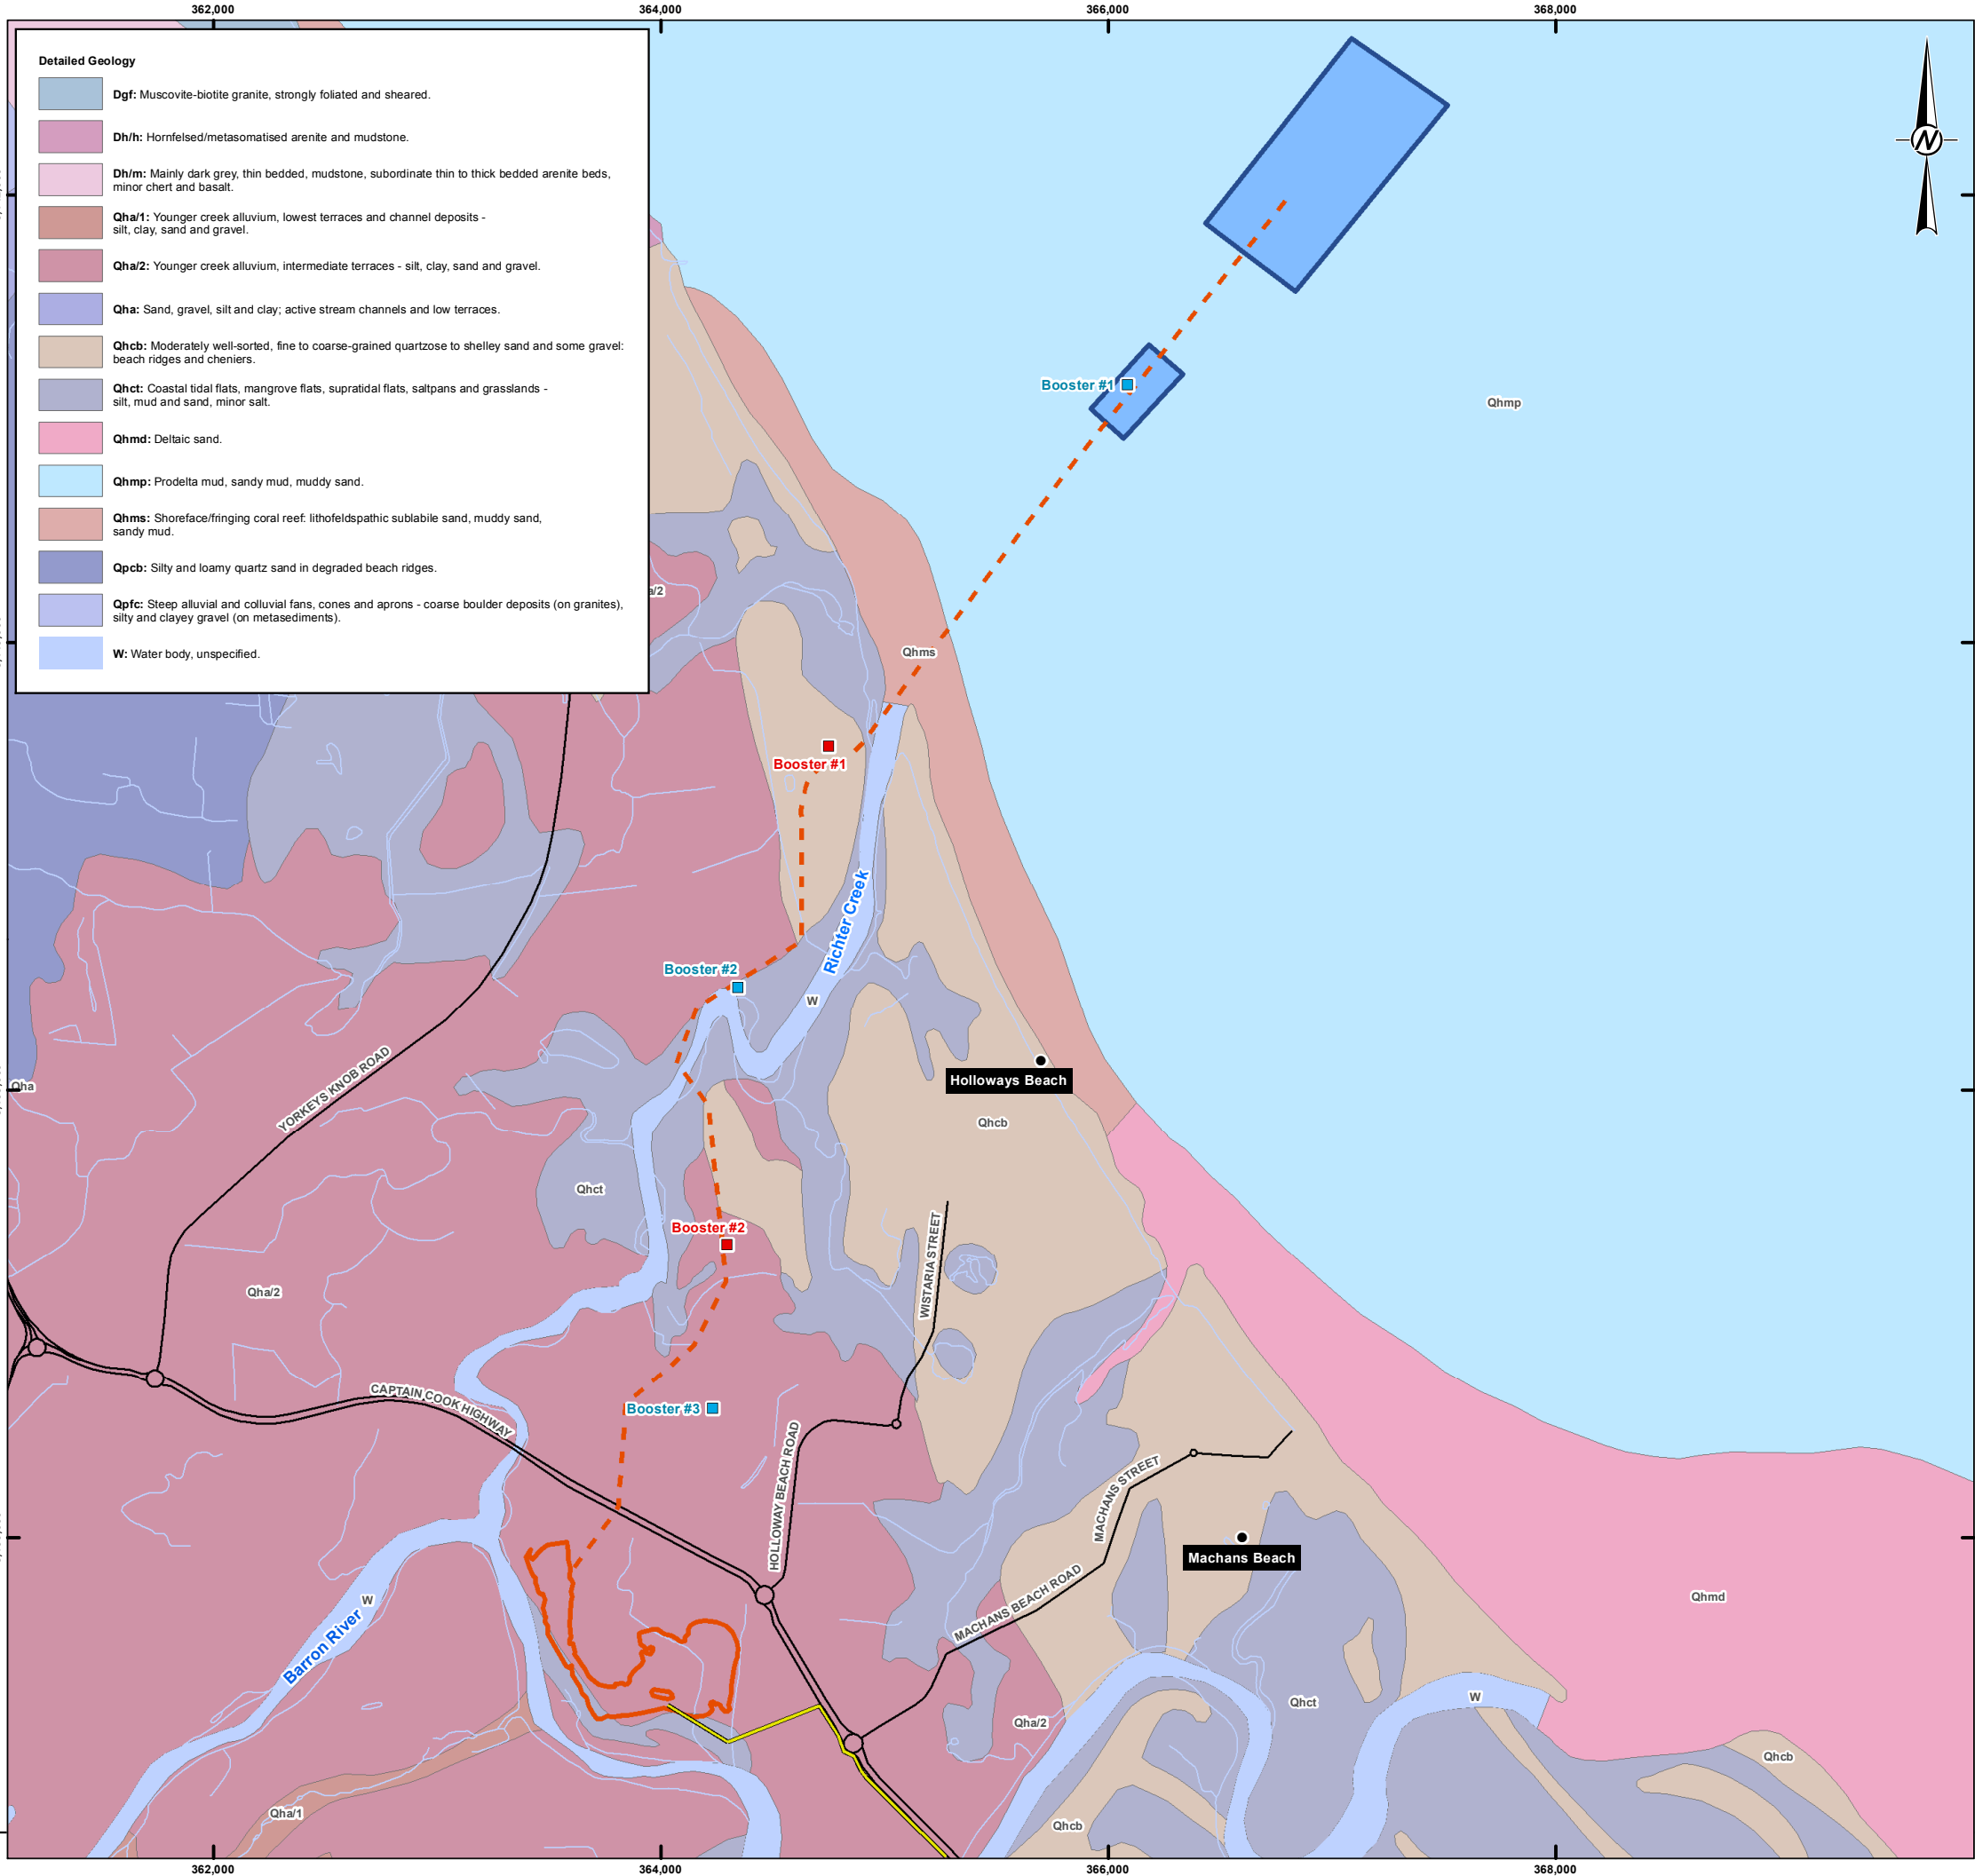 362,000
364,000
366,000
368,000
Detailed Geology
Dgf: Muscovite-biotite granite, strongly foliated and sheared.
Dh/h: Hornfelsed/metasomatised arenite and mudstone.
Dh/m: Mainly dark grey, thin bedded, mudstone, subordinate thin to thick bedded arenite beds,
minor chert and basalt.
Qha/1: Younger creek alluvium, lowest terraces and channel deposits -
silt, clay, sand and gravel.
Qha/2: Younger creek alluvium, intermediate terraces - silt, clay, sand and gravel.
Qha: Sand, gravel, silt and clay; active stream channels and low terraces.
Qhcb: Moderately well-sorted, fine to coarse-grained quartzose to shelley sand and some gravel:
beach ridges and cheniers.
Qhct: Coastal tidal flats, mangrove flats, supratidal flats, saltpans and grasslands -
silt, mud and sand, minor salt.
Qhmd: Deltaic sand.
Qhmp: Prodelta mud, sandy mud, muddy sand.
Qhms: Shoreface/fringing coral reef: lithofeldspathic sublabile sand, muddy sand,
sandy mud.
Qpcb: Silty and loamy quartz sand in degraded beach ridges.
Qpfc: Steep alluvial and colluvial fans, cones and aprons - coarse boulder deposits (on granites),
silty and clayey gravel (on metasediments).
W: Water body, unspecified.
N
Booster #1
Qhmp
a/2
Qhms
Booster #1
Richter Creek
Booster #2
W
Holloways Beach
YORKEYS KNOB ROAD
Qha
Qhcb
Qhct
Booster #2
WISTARIA STREET
Qha/2
CAPTAIN COOK HIGHWAY
Booster #3
HOLLOWAY BEACH ROAD
MACHANS STREET
Machans Beach
MACHANS BEACH ROAD
W
Barron River
Qhmd
Qhct
W
Qha/2
Qhcb
Qha/1
Qhcb
362,000
364,000
366,000
368,000